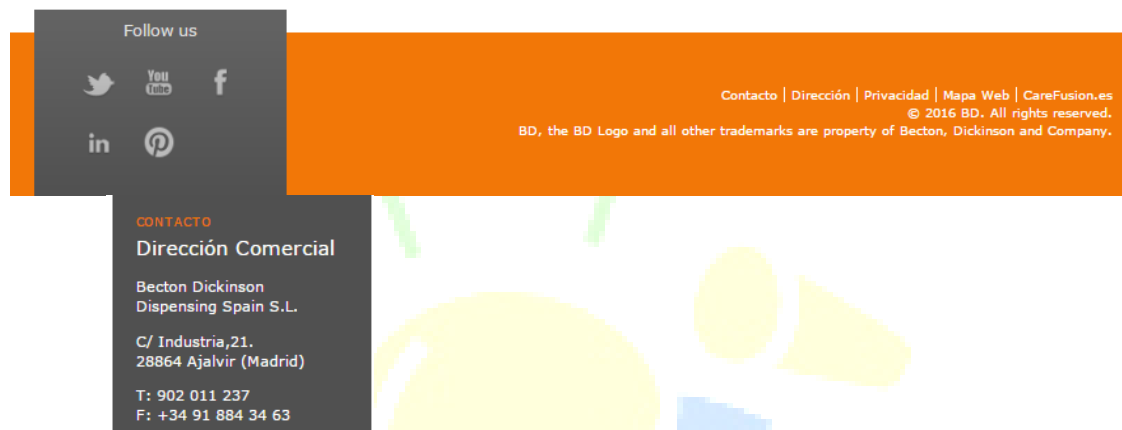 Follow us
You
Tube
f
in
Contacto | Dirección | Privacidad | Mapa Web | CareFusion.es
© 2016 BD. All rights reserved.
BD, the BD Logo and all other trademarks are property of Becton, Dickinson and Company.
CONTACTO
Dirección Comercial
Becton Dickinson
Dispensing Spain S.L.
C/ Industria,21.
28864 Ajalvir (Madrid)
T: 902 011 237
F: +34 91 884 34 63